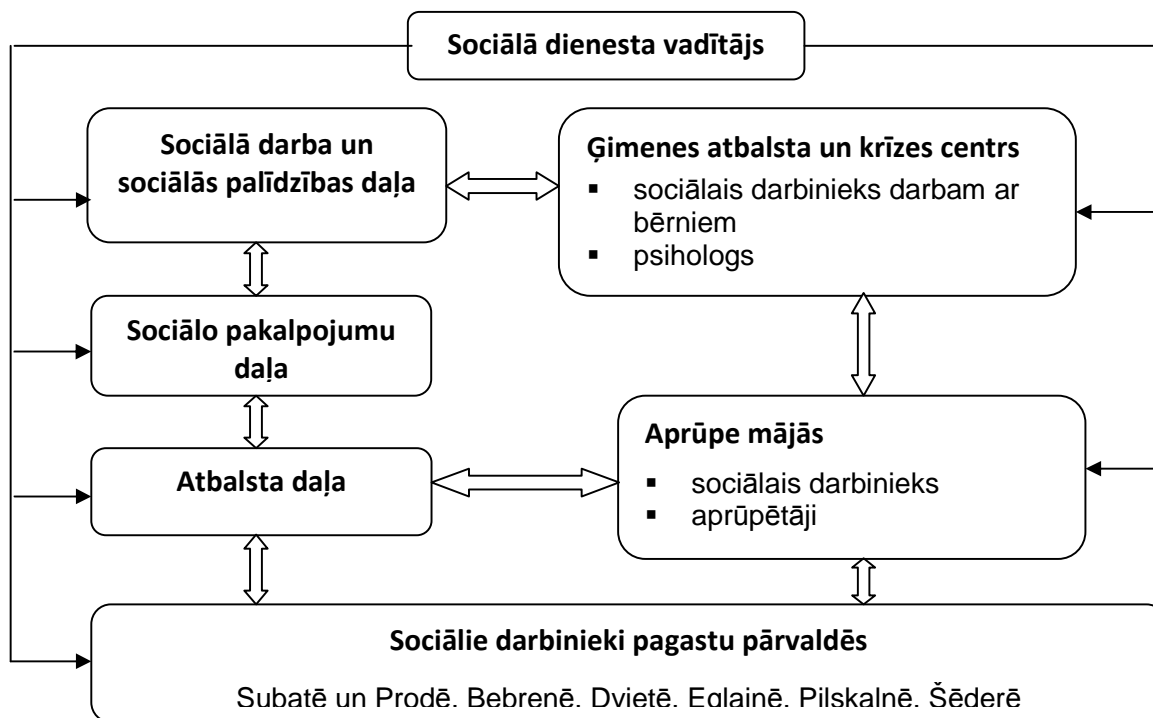 Sociālā dienesta vadītājs
Sociālā darba un
sociālās palīdzības daļa
Ģimenes atbalsta un krīzes centrs
▪ sociālais darbinieks darbam ar
bērniem
▪ psihologs
Sociālo pakalpojumu
daļa
Aprūpe mājās
▪ sociālais darbinieks
▪ aprūpētāji
Atbalsta daļa
Sociālie darbinieki pagastu pārvaldēs
Subatē un Prodē, Bebrenē, Dvietē, Eglainē, Pilskalnē, Šēderē